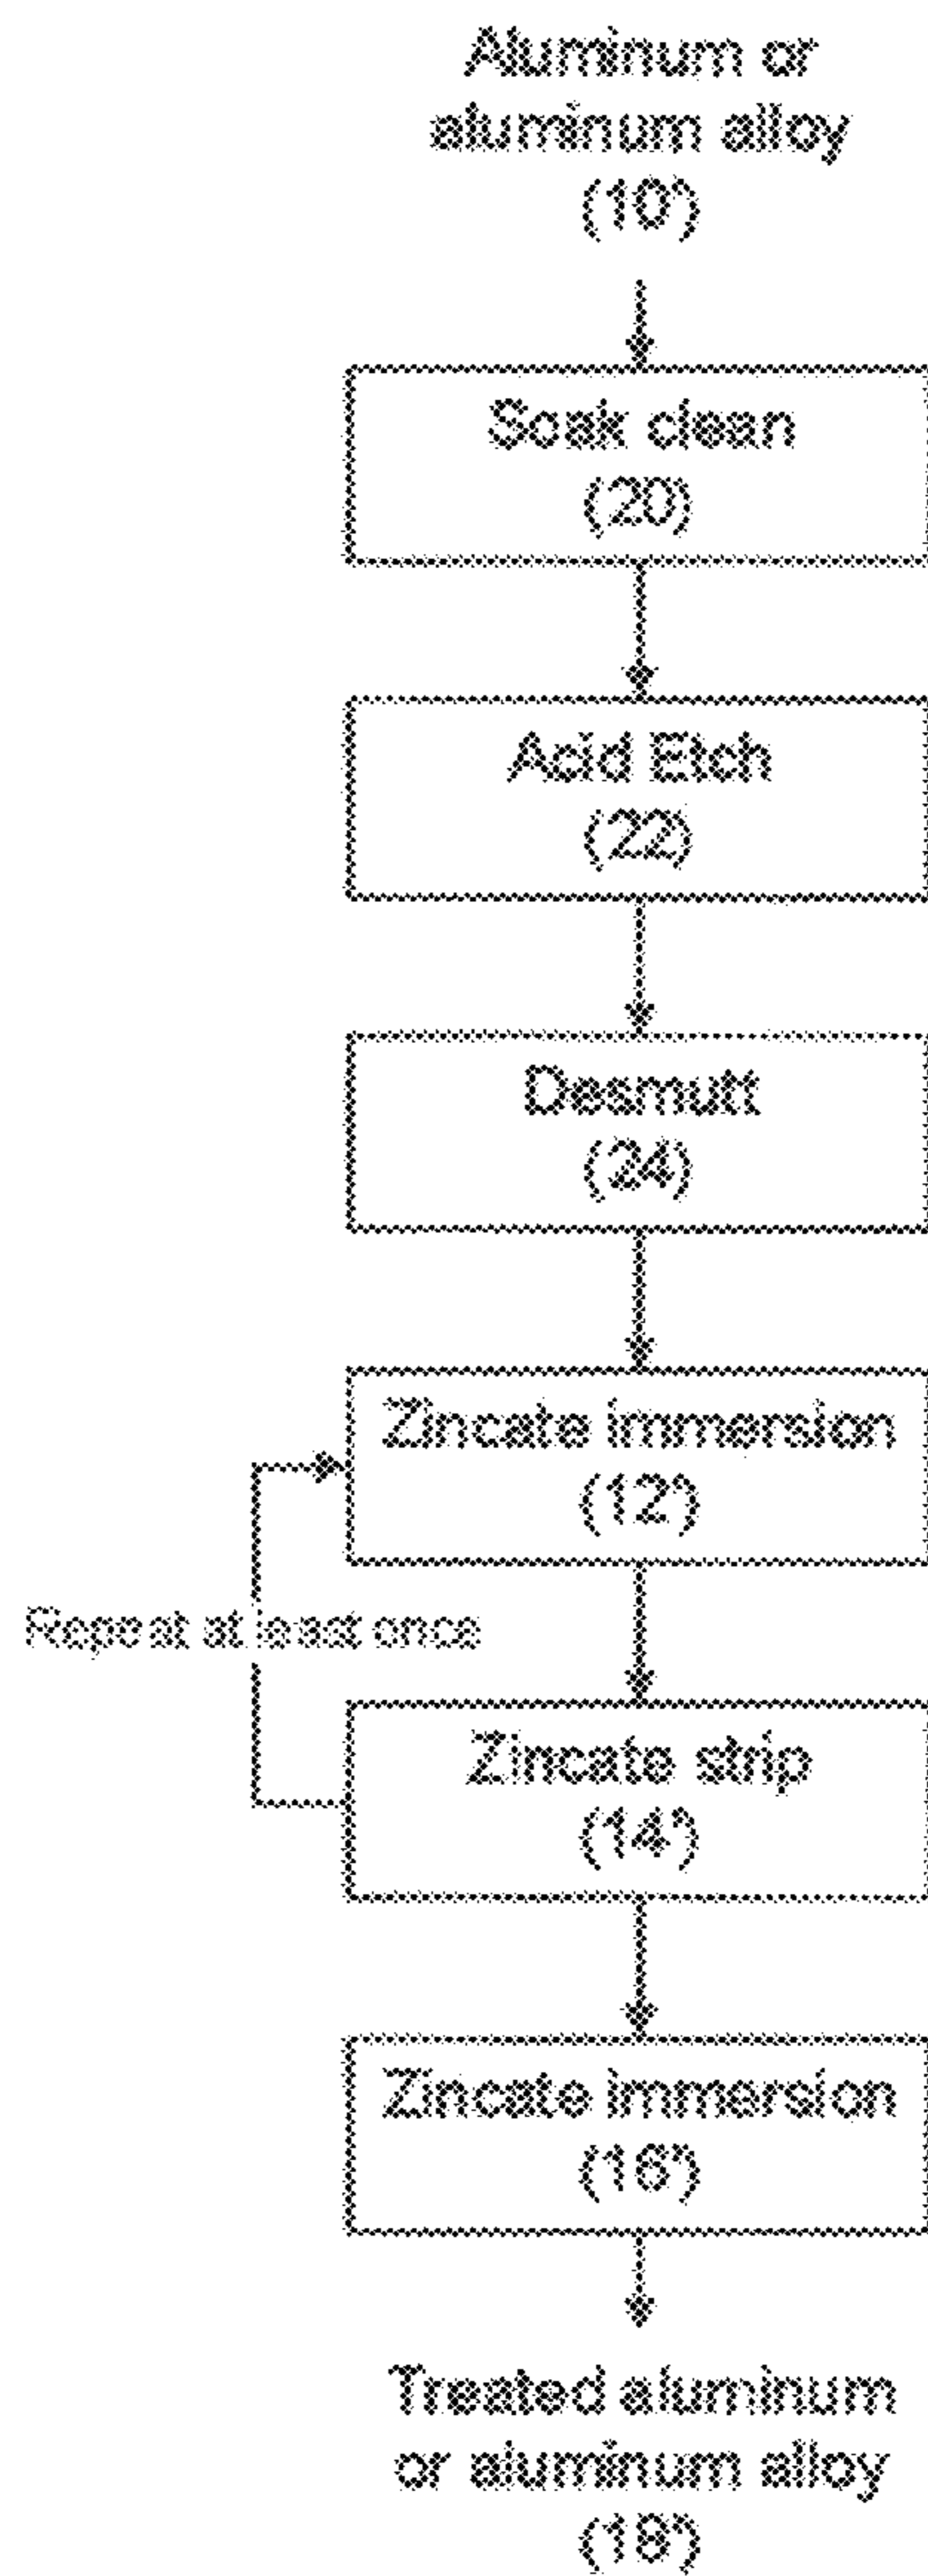 Aluminum or
aluminum alloy
(10')
Soak clean
(20)
Acid Etch
(22)
Desmutt
(24)
Zincate immersion
(12')
Repeat at least once
Zincate strip
(14')
Zincate immersion
(16')
Treated aluminum
or aluminum alloy
(18')